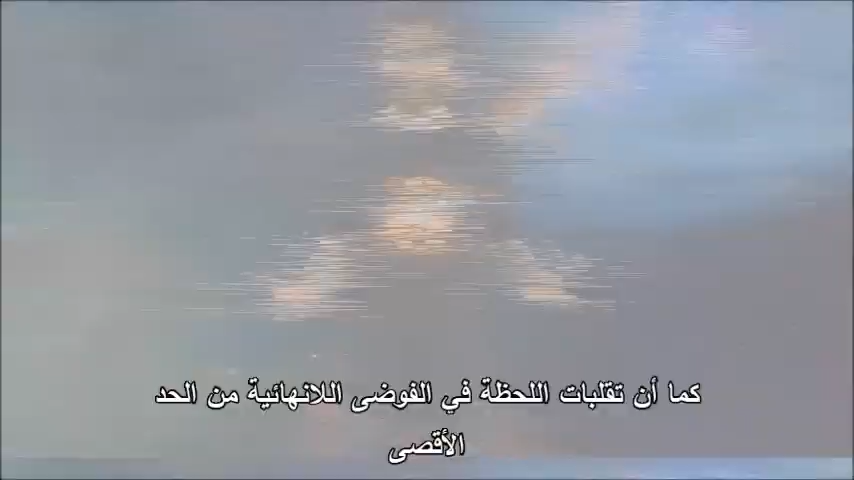 كما أن تقلبات اللحظة في الفوضى اللانهائية من الحد
الأقصى